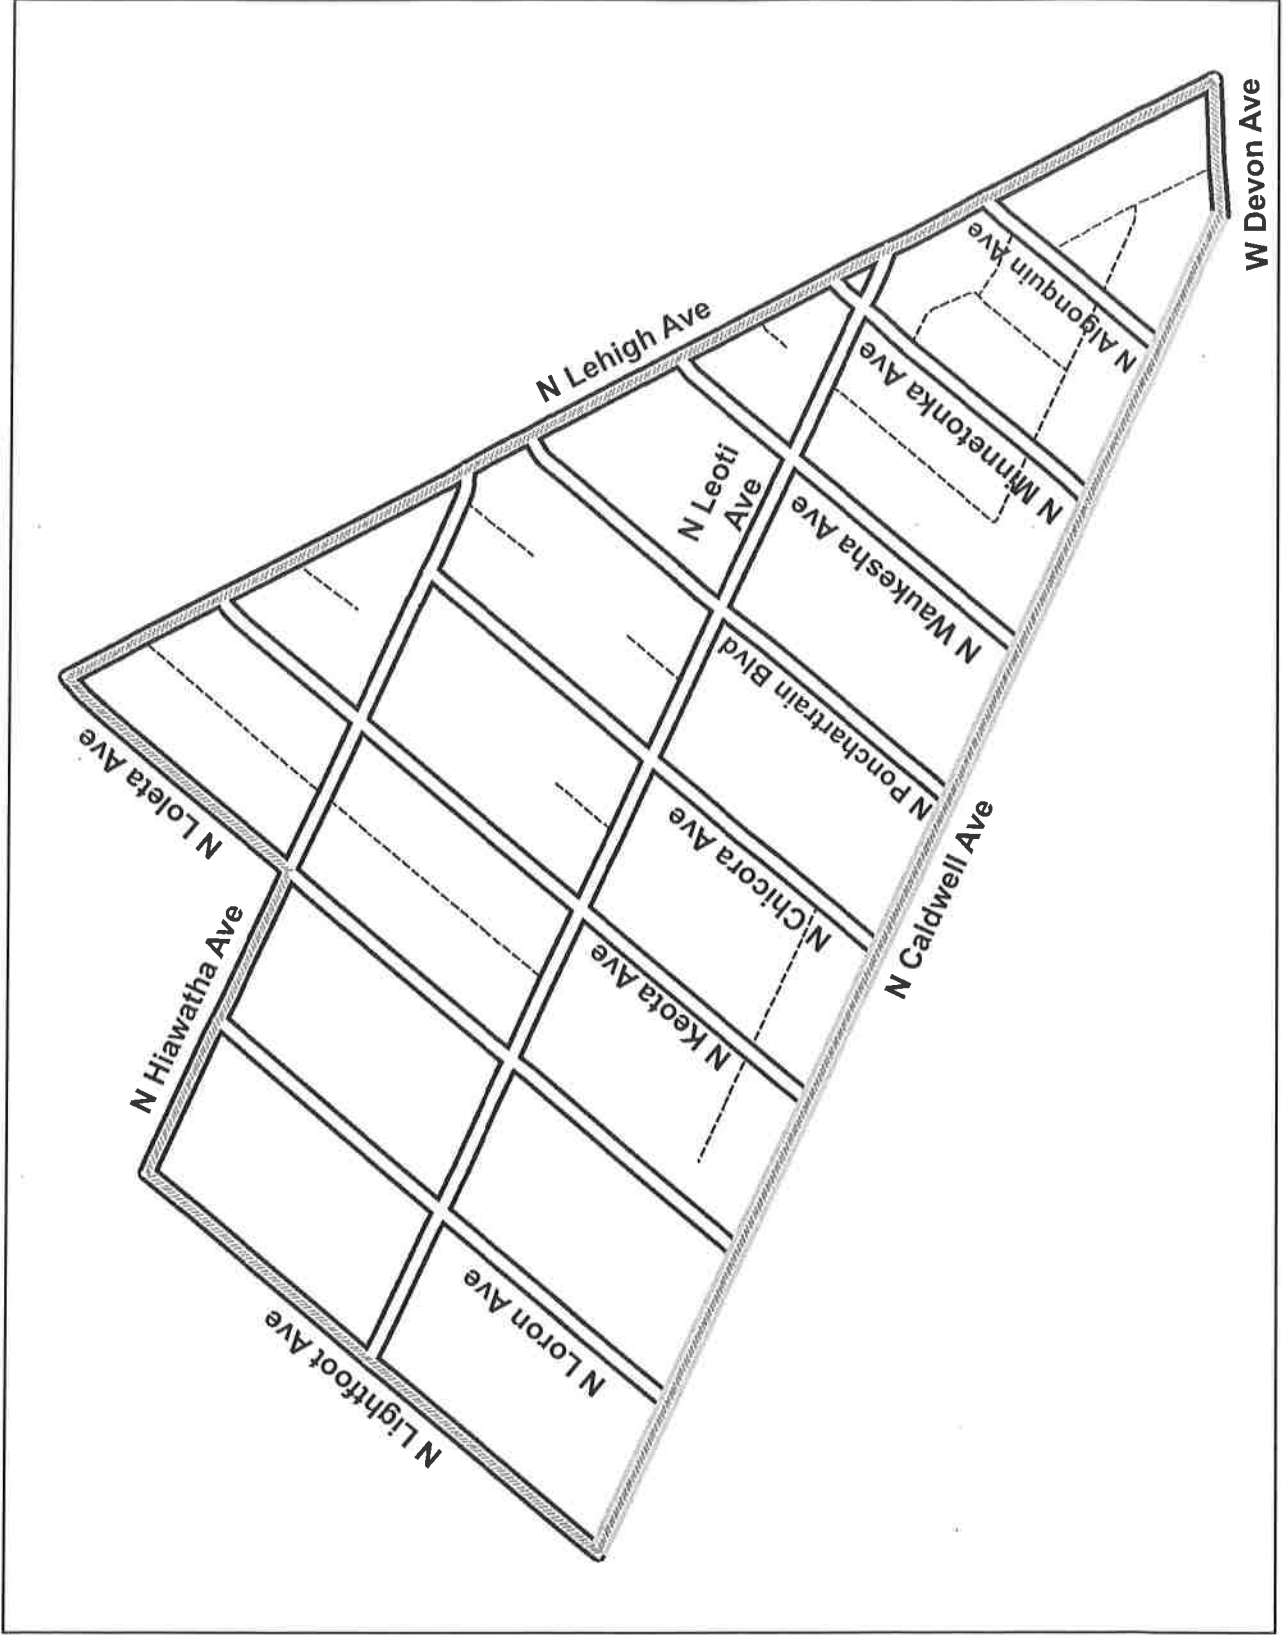 W Devon Ave
N Lehigh Ave
N Algonquin Ave
N Minnetonka Ave
N Leoti
Ave
N Waukesha Ave
N Ponchartrain Blvd
N Loleta Ave
N Chicora Ave
N Caldwell Ave
N Hiawatha Ave
N Keota Ave
N Loron Ave
N Lightfoot Ave